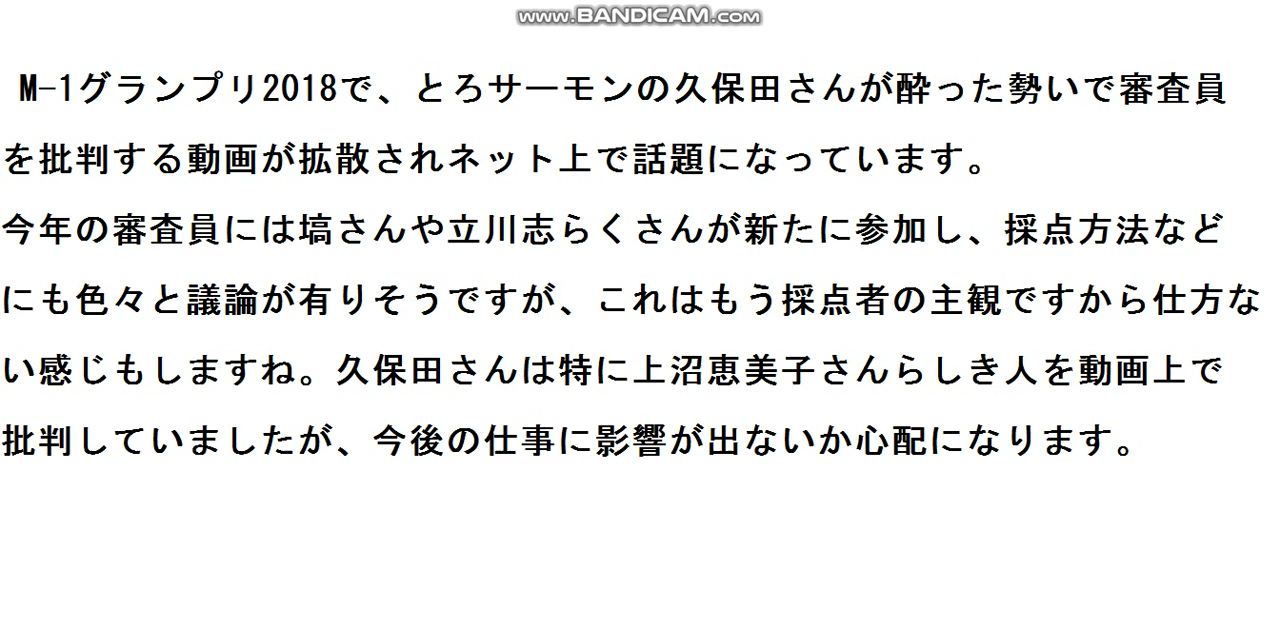 www.BANDICAM.com
M-1グランプリ2018で、とろサーモンの久保田さんが酔った勢いで審査員
を批判する動画が拡散されネット上で話題になっています。
今年の審査員には塙さんや立川志らくさんが新たに参加し、採点方法など
にも色々と議論が有りそうですが、これはもう採点者の主観ですから仕方な
い感じもしますね。久保田さんは特に上沼恵美子さんらしき人を動画上で
批判していましたが、今後の仕事に影響が出ないか心配になります。